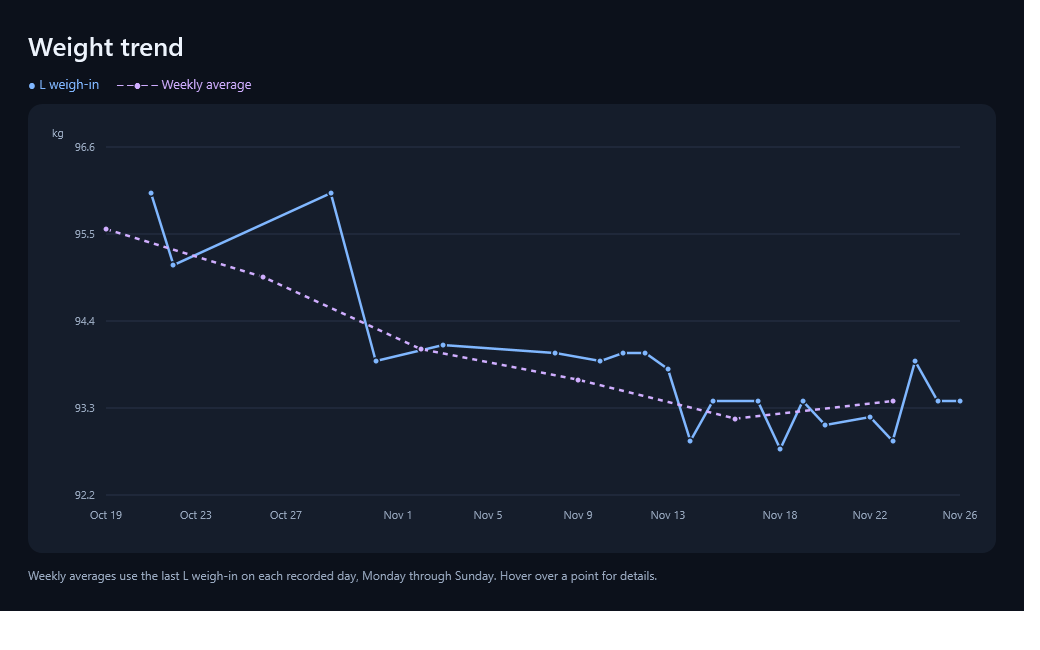 Weight trend
L weigh-in Weekly average
kg
96.6
95.5
94.4
93.3
92.2
Oct 19 Oct 23 Oct 27 Nov 1 Nov 5 Nov 9 Nov 13 Nov 18 Nov 22 Nov 26
Weekly averages use the last L weigh-in on each recorded day, Monday through Sunday. Hover over a point for details.